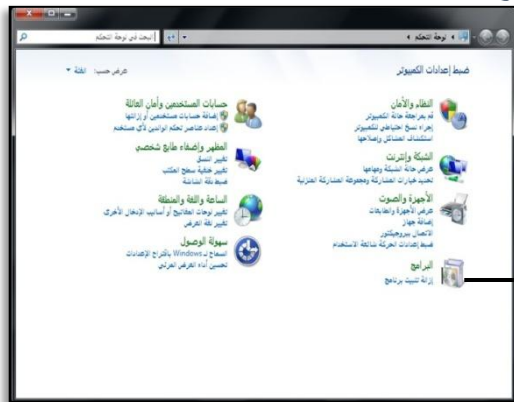 لوحة التحكم
البحث في لوحة التحكم
ضبط إعدادات الكمبيوتر
عرض حسب: الفئة
النظام والأمان
قم بمراجعة حالة الكمبيوتر
إجراء نسخ احتياطي للكمبيوتر
استكشاف المشاكل وإصلاحها
الشبكة وإنترنت
عرض حالة الشبكة ومهامها
تحديد خيارات المشاركة ومجموعة المشاركة المنزلية
الأجهزة والصوت
عرض الأجهزة والطابعات
إضافة جهاز
الاتصال ببروجيكتور
ضبط إعدادات الحركة شائعة الاستخدام
البرامج
إزالة تثبيت برنامج
حسابات المستخدمين وأمان العائلة
إضافة حسابات مستخدمين أو إزالتها
إعداد عناصر تحكم الوالدين لأي مستخدم
المظهر وإضفاء طابع شخصي
تغيير النسق
تغيير خلفية سطح المكتب
ضبط دقة الشاشة
الساعة واللغة والمنطقة
تغيير لوحات المفاتيح أو أساليب الإدخال الأخرى
تغيير لغة العرض
سهولة الوصول
السماح لـ Windows باقتراح الإعدادات
تحسين أداء العرض المرئي